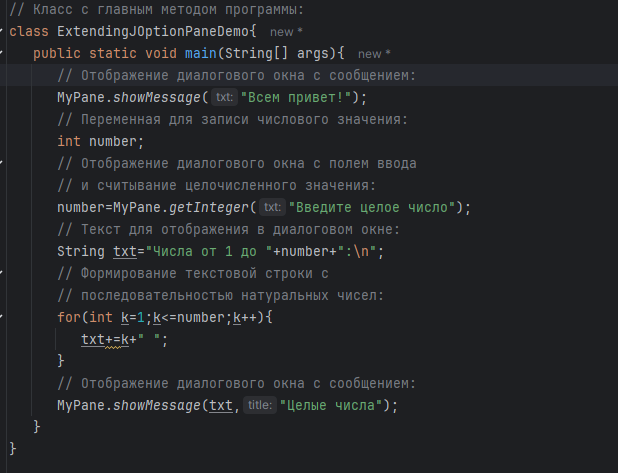 // Класс с главным методом программы:
class ExtendingJOptionPaneDemo{ new *
public static void main(String[] args){ new *
// Отображение диалогового окна с сообщением:
MyPane.showMessage( txt: "Всем привет!");
// Переменная для записи числового значения:
int number;
// Отображение диалогового окна с полем ввода
// и считывание целочисленного значения:
number=MyPane.getInteger( txt: "Введите целое число");
// Текст для отображения в диалоговом окне:
String txt="Числа от 1 до "+number+":\n";
// Формирование текстовой строки с
// последовательностью натуральных чисел:
for(int k=1;k<=number;k++){
txt+=k+" ";
}
// Отображение диалогового окна с сообщением:
MyPane.showMessage(txt, title: "Целые числа");
}
}